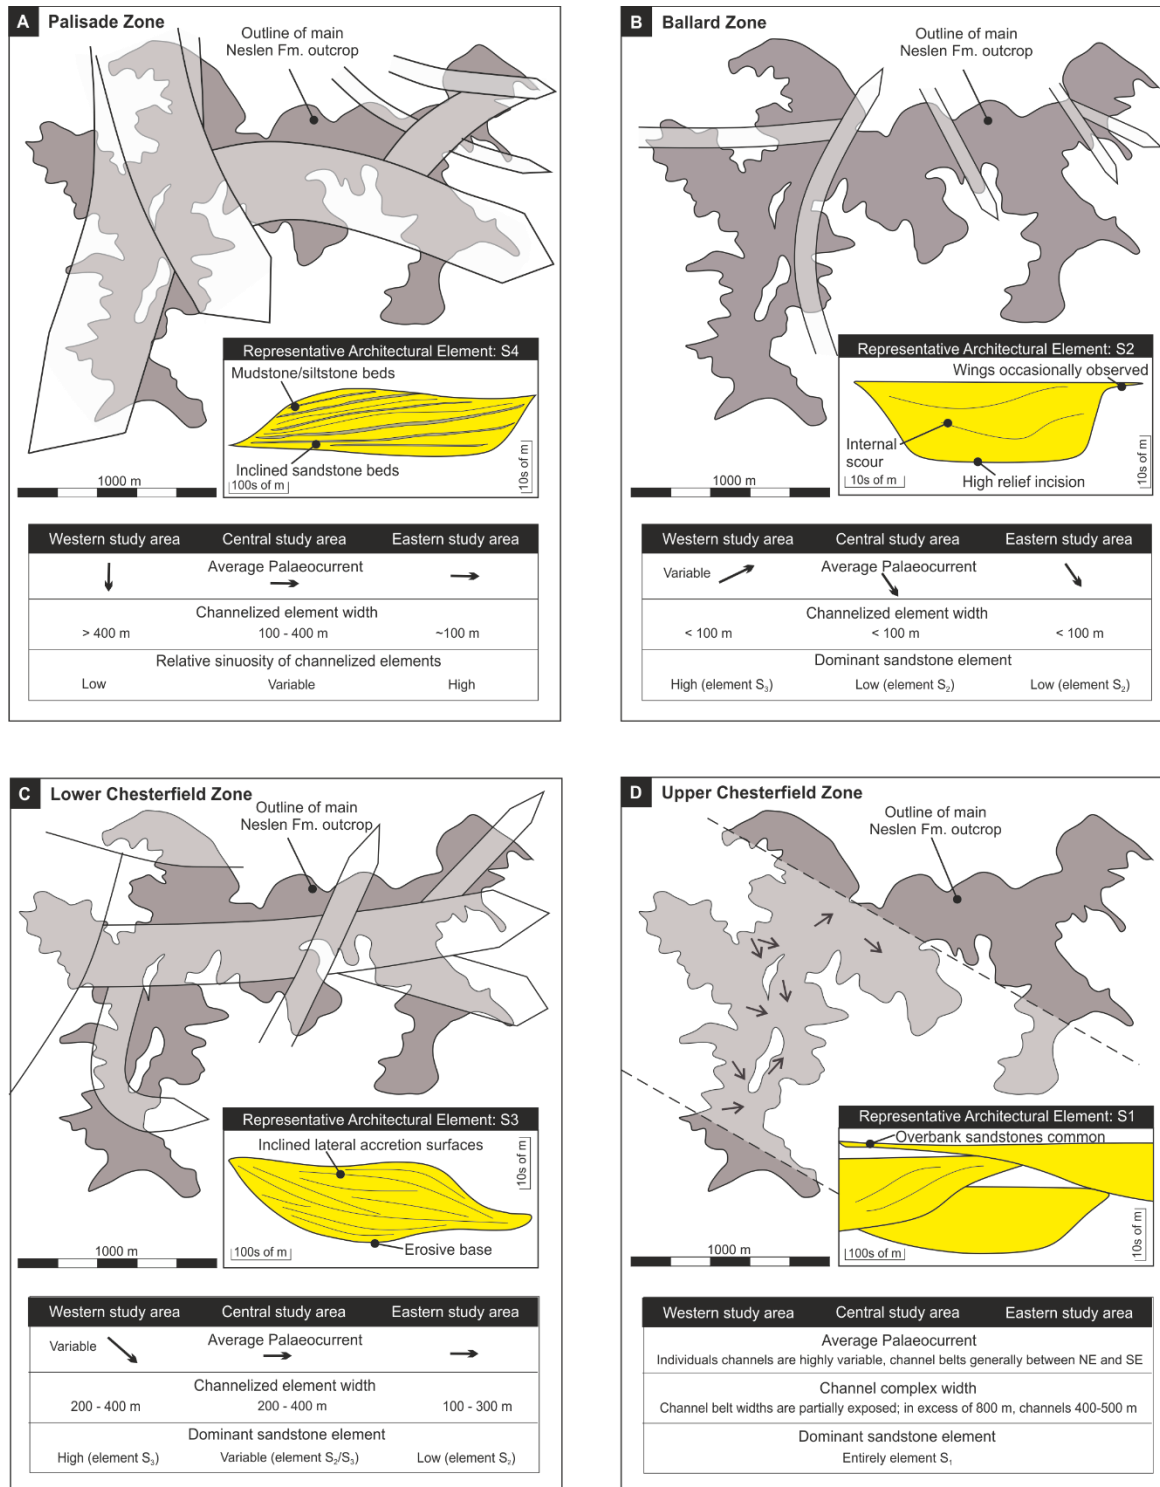 A Palisade Zone
Outline of main
Neslen Fm. outcrop
Representative Architectural Element: S4
Mudstone/siltstone beds
Inclined sandstone beds
100s of m
10s of m
1000 m
Western study area Central study area Eastern study area
Average Palaeocurrent
Channelized element width
> 400 m 100 - 400 m ~100 m
Relative sinuosity of channelized elements
Low Variable High
B Ballard Zone
Outline of main
Neslen Fm. outcrop
Representative Architectural Element: S2
Wings occasionally observed
Internal
scour
High relief incision
10s of m
10s of m
1000 m
Western study area Central study area Eastern study area
Average Palaeocurrent
Variable
Channelized element width
< 100 m < 100 m < 100 m
Dominant sandstone element
High (element S₃) Low (element S₂) Low (element S₂)
C Lower Chesterfield Zone
Outline of main
Neslen Fm. outcrop
Representative Architectural Element: S3
Inclined lateral accretion surfaces
10s of m
100s of m
Erosive base
1000 m
Western study area Central study area Eastern study area
Average Palaeocurrent
Variable
Channelized element width
200 - 400 m 200 - 400 m 100 - 300 m
Dominant sandstone element
High (element S₃) Variable (element S₂/S₃) Low (element S₂)
D Upper Chesterfield Zone
Outline of main
Neslen Fm. outcrop
Representative Architectural Element: S1
Overbank sandstones common
100s of m
10s of m
1000 m
Western study area Central study area Eastern study area
Average Palaeocurrent
Individuals channels are highly variable, channel belts generally between NE and SE
Channel complex width
Channel belt widths are partially exposed; in excess of 800 m, channels 400-500 m
Dominant sandstone element
Entirely element S₁